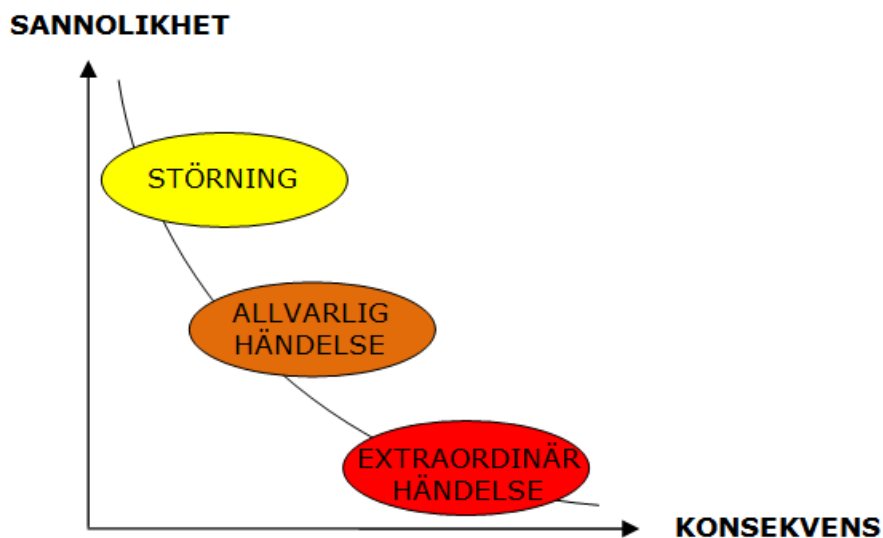 SANNOLIKHET
STÖRNING
ALLVARLIG
HÄNDELSE
EXTRAORDINÄR
HÄNDELSE
KONSEKVENS